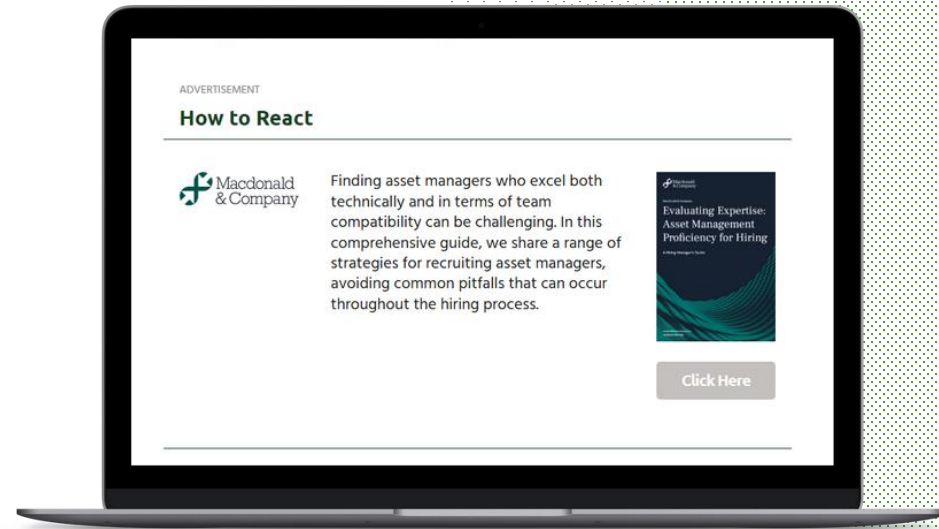 ADVERTISEMENT
How to React
Macdonald
& Company
Finding asset managers who excel both
technically and in terms of team
compatibility can be challenging. In this
comprehensive guide, we share a range of
strategies for recruiting asset managers,
avoiding common pitfalls that can occur
throughout the hiring process.
Macdonald
& Company
Evaluating Expertise:
Asset Management
Proficiency for Hiring
Click Here